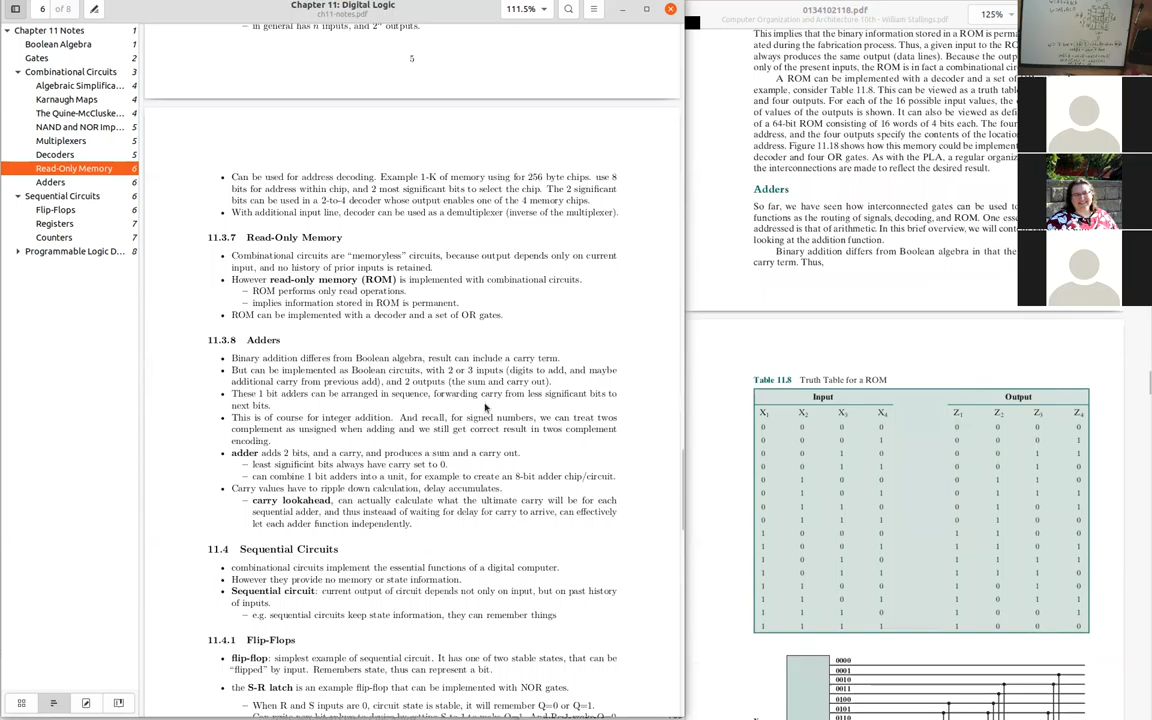 6 of 8
Chapter 11: Digital Logic
ch11-notes.pdf
111.5%
Chapter 11 Notes 1
Boolean Algebra 1
Gates 2
Combinational Circuits 3
Algebraic Simplifica... 4
Karnaugh Maps 4
The Quine-McCluske... 4
NAND and NOR Imp... 5
Multiplexers 5
Decoders 5
Read-Only Memory 6
Adders 6
Sequential Circuits 6
Flip-Flops 6
Registers 7
Counters 7
Programmable Logic D... 8
– in general has n inputs, and 2ⁿ outputs.
5
• Can be used for address decoding. Example 1-K of memory using for 256 byte chips. use 8
bits for address within chip, and 2 most significant bits to select the chip. The 2 significant
bits can be used in a 2-to-4 decoder whose output enables one of the 4 memory chips.
• With additional input line, decoder can be used as a demultiplexer (inverse of the multiplexer).
11.3.7 Read-Only Memory
• Combinational circuits are “memoryless” circuits, because output depends only on current
input, and no history of prior inputs is retained.
• However read-only memory (ROM) is implemented with combinational circuits.
– ROM performs only read operations.
– implies information stored in ROM is permanent.
• ROM can be implemented with a decoder and a set of OR gates.
11.3.8 Adders
• Binary addition differes from Boolean algebra, result can include a carry term.
• But can be implemented as Boolean circuits, with 2 or 3 inputs (digits to add, and maybe
additional carry from previous add), and 2 outputs (the sum and carry out).
• These 1 bit adders can be arranged in sequence, forwarding carry from less significant bits to
next bits.
• This is of course for integer addition. And recall, for signed numbers, we can treat twos
complement as unsigned when adding and we still get correct result in twos complement
encoding.
• adder adds 2 bits, and a carry, and produces a sum and a carry out.
– least significant bits always have carry set to 0.
– can combine 1 bit adders into a unit, for example to create an 8-bit adder chip/circuit.
• Carry values have to ripple down calculation, delay accumulates.
– carry lookahead, can actually calculate what the ultimate carry will be for each
sequential adder, and thus insteaad of waiting for delay for carry to arrive, can effectively
let each adder function independently.
11.4 Sequential Circuits
• combinational circuits implement the essential functions of a digital computer.
• However they provide no memory or state information.
• Sequential circuit: current output of circuit depends not only on input, but on past history
of inputs.
– e.g. sequential circuits keep state information, they can remember things
11.4.1 Flip-Flops
• flip-flop: simplest example of sequential circuit. It has one of two stable states, that can be
“flipped” by input. Remembers state, thus can represent a bit.
• the S-R latch is an example flip-flop that can be implemented with NOR gates.
– When R and S inputs are 0, circuit state is stable, it will remember Q=0 or Q=1.
0134102118.pdf
Computer Organization and Architecture-10th - William Stallings.pdf
125%
This implies that the binary information stored in a ROM is perma
ated during the fabrication process. Thus, a given input to the RO
always produces the same output (data lines). Because the outp
only of the present inputs, the ROM is in fact a combinational cir
A ROM can be implemented with a decoder and a set of
example, consider Table 11.8. This can be viewed as a truth tabl
and four outputs. For each of the 16 possible input values, the
of values of the outputs is shown. It can also be viewed as defi
of a 64-bit ROM consisting of 16 words of 4 bits each. The four
address, and the four outputs specify the contents of the locatio
address. Figure 11.18 shows how this memory could be implement
decoder and four OR gates. As with the PLA, a regular organiz
the interconnections are made to reflect the desired result.
Adders
So far, we have seen how interconnected gates can be used to
functions as the routing of signals, decoding, and ROM. One esse
addressed is that of arithmetic. In this brief overview, we will conte
looking at the addition function.
Binary addition differs from Boolean algebra in that the
carry term. Thus,
Table 11.8 Truth Table for a ROM
Input Output
X₁ X₂ X₃ X₄ Z₁ Z₂ Z₃ Z₄
0 0 0 0 0 0 0 0
0 0 0 1 0 0 0 1
0 0 1 0 0 0 1 1
0 0 1 1 0 0 1 0
0 1 0 0 0 1 1 0
0 1 0 1 0 1 1 1
0 1 1 0 0 1 0 1
0 1 1 1 0 1 0 0
1 0 0 0 1 1 0 0
1 0 0 1 1 1 0 1
1 0 1 0 1 1 1 1
1 0 1 1 1 1 1 0
1 1 0 0 1 0 1 0
1 1 0 1 1 0 1 1
1 1 1 0 1 0 0 1
1 1 1 1 1 0 0 0
0000
0001
0010
0011
0100
0101
0110